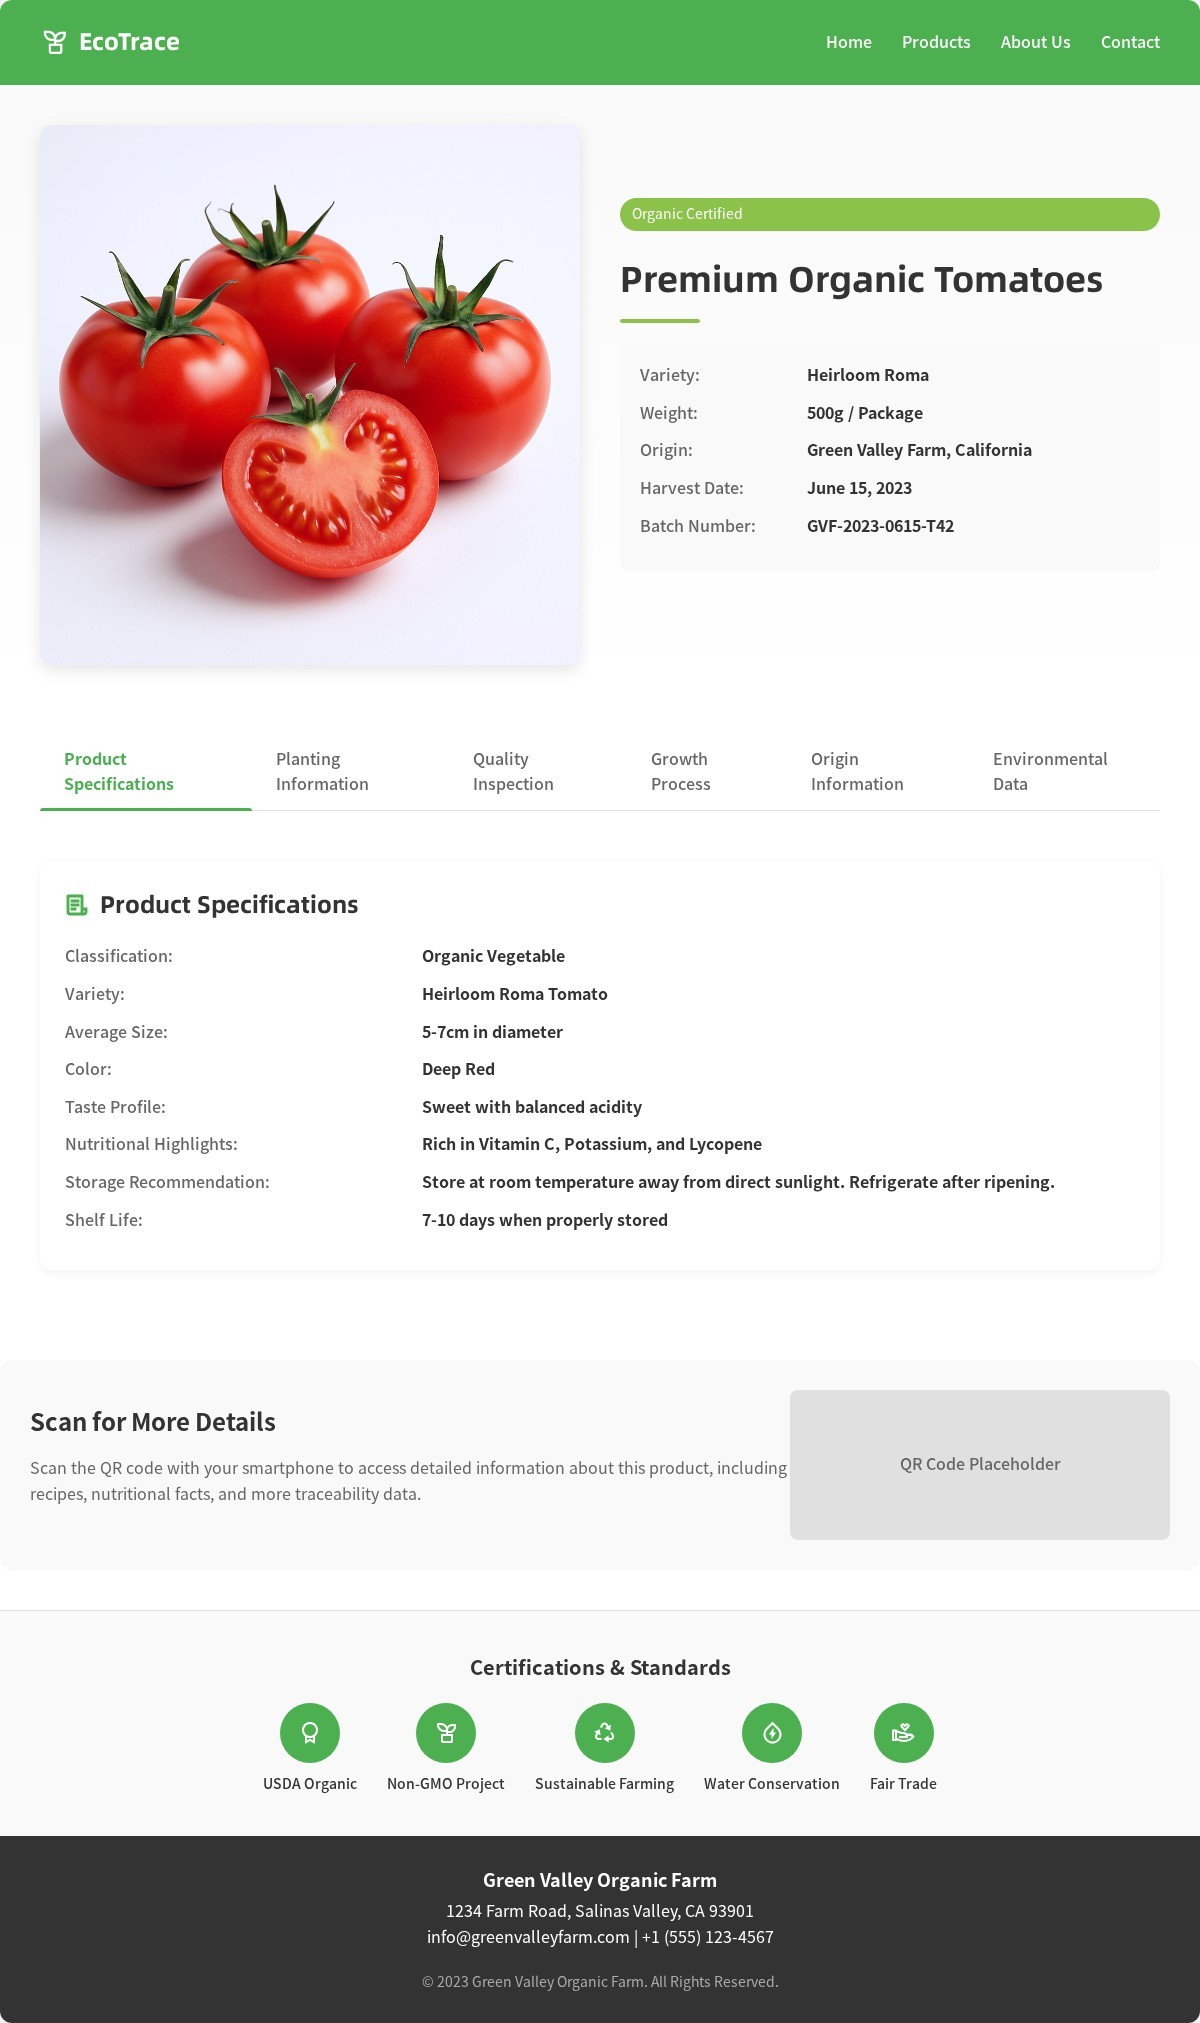 EcoTrace
Home Products About Us Contact
Organic Certified
Premium Organic Tomatoes
Variety: Heirloom Roma
Weight: 500g / Package
Origin: Green Valley Farm, California
Harvest Date: June 15, 2023
Batch Number: GVF-2023-0615-T42
Product Specifications
Planting Information
Quality Inspection
Growth Process
Origin Information
Environmental Data
Product Specifications
Classification: Organic Vegetable
Variety: Heirloom Roma Tomato
Average Size: 5-7cm in diameter
Color: Deep Red
Taste Profile: Sweet with balanced acidity
Nutritional Highlights: Rich in Vitamin C, Potassium, and Lycopene
Storage Recommendation: Store at room temperature away from direct sunlight. Refrigerate after ripening.
Shelf Life: 7-10 days when properly stored
Scan for More Details
Scan the QR code with your smartphone to access detailed information about this product, including
recipes, nutritional facts, and more traceability data.
QR Code Placeholder
Certifications & Standards
USDA Organic
Non-GMO Project
Sustainable Farming
Water Conservation
Fair Trade
Green Valley Organic Farm
1234 Farm Road, Salinas Valley, CA 93901
info@greenvalleyfarm.com | +1 (555) 123-4567
© 2023 Green Valley Organic Farm. All Rights Reserved.